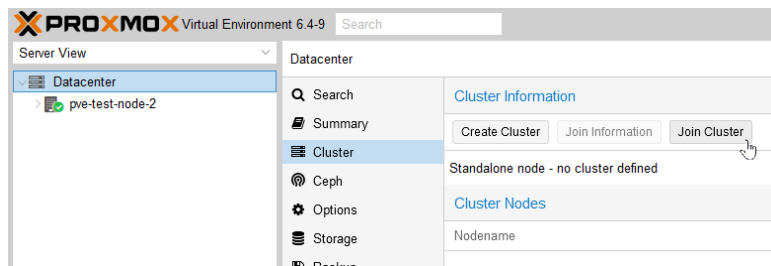 PROXMOX Virtual Environment 6.4-9 Search
Server View
Datacenter
pve-test-node-2
Datacenter
Search
Summary
Cluster
Ceph
Options
Storage
Backup
Cluster Information
Create Cluster Join Information Join Cluster
Standalone node - no cluster defined
Cluster Nodes
Nodename